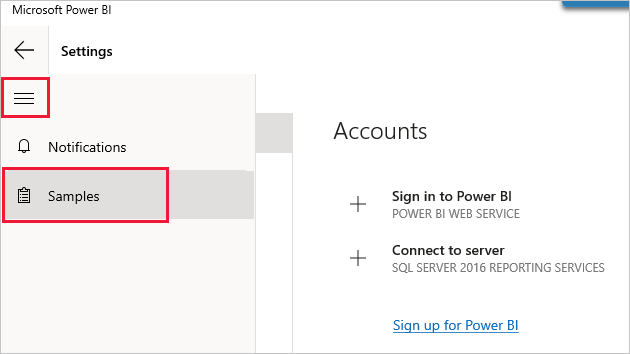 Microsoft Power BI
Settings
Notifications
Samples
Accounts
Sign in to Power BI
POWER BI WEB SERVICE
Connect to server
SQL SERVER 2016 REPORTING SERVICES
Sign up for Power BI